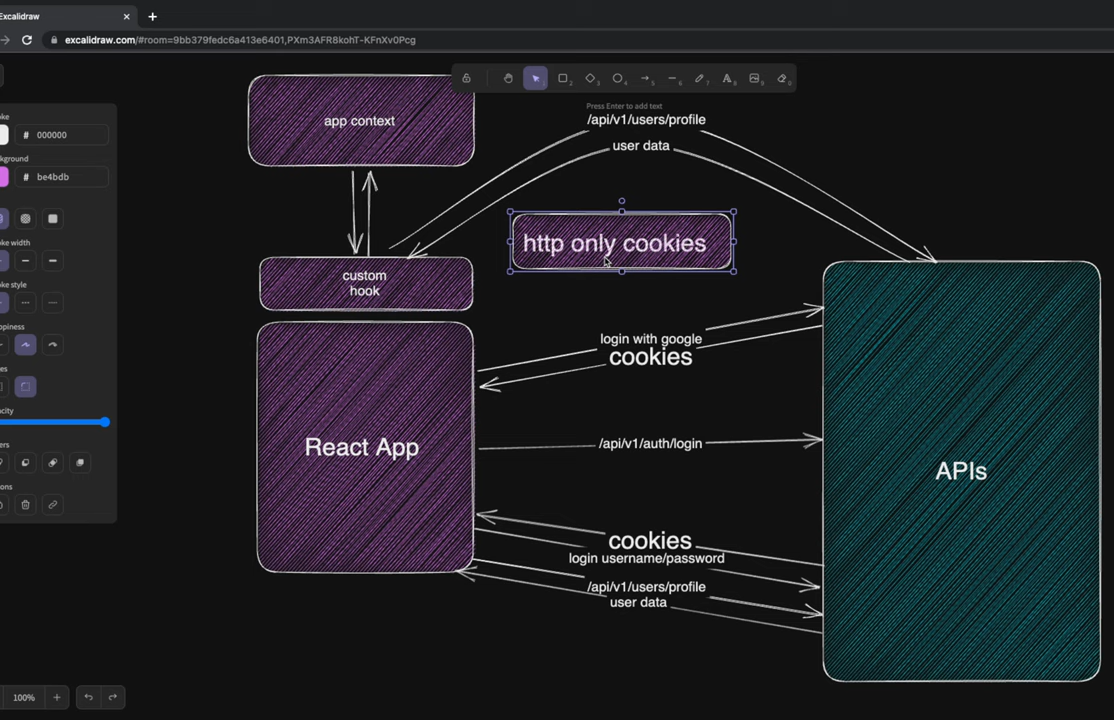 Excalidraw
excalidraw.com/#room=9bb379fedc6a413e6401,PXm3AFR8kohT-KFnXv0Pcg
Press Enter to add text
/api/v1/users/profile
user data
app context
# 000000
# be4bdb
http only cookies
custom
hook
login with google
cookies
React App
/api/v1/auth/login
APIs
cookies
login username/password
/api/v1/users/profile
user data
100%